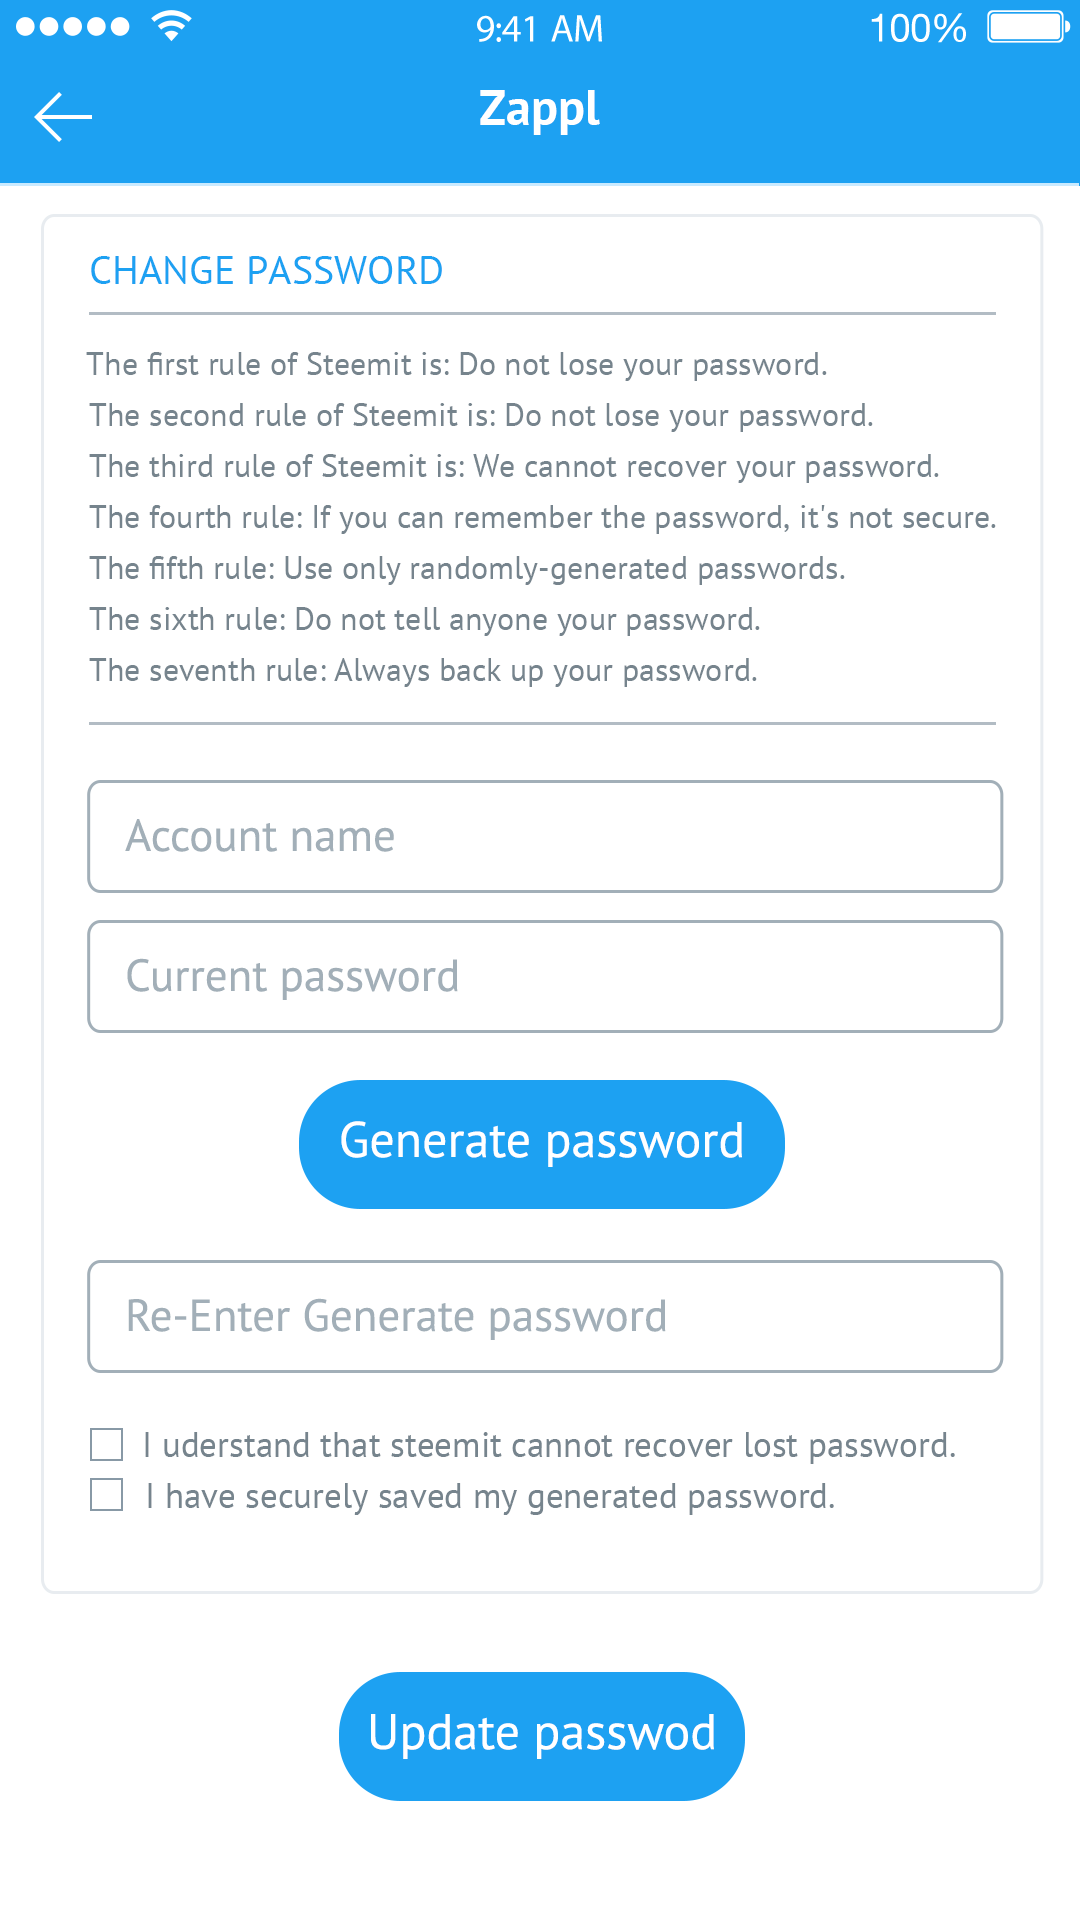 9:41 AM
100%
Zappl
CHANGE PASSWORD
The first rule of Steemit is: Do not lose your password.
The second rule of Steemit is: Do not lose your password.
The third rule of Steemit is: We cannot recover your password.
The fourth rule: If you can remember the password, it's not secure.
The fifth rule: Use only randomly-generated passwords.
The sixth rule: Do not tell anyone your password.
The seventh rule: Always back up your password.
Account name
Current password
Generate password
Re-Enter Generate password
I uderstand that steemit cannot recover lost password.
I have securely saved my generated password.
Update passwod